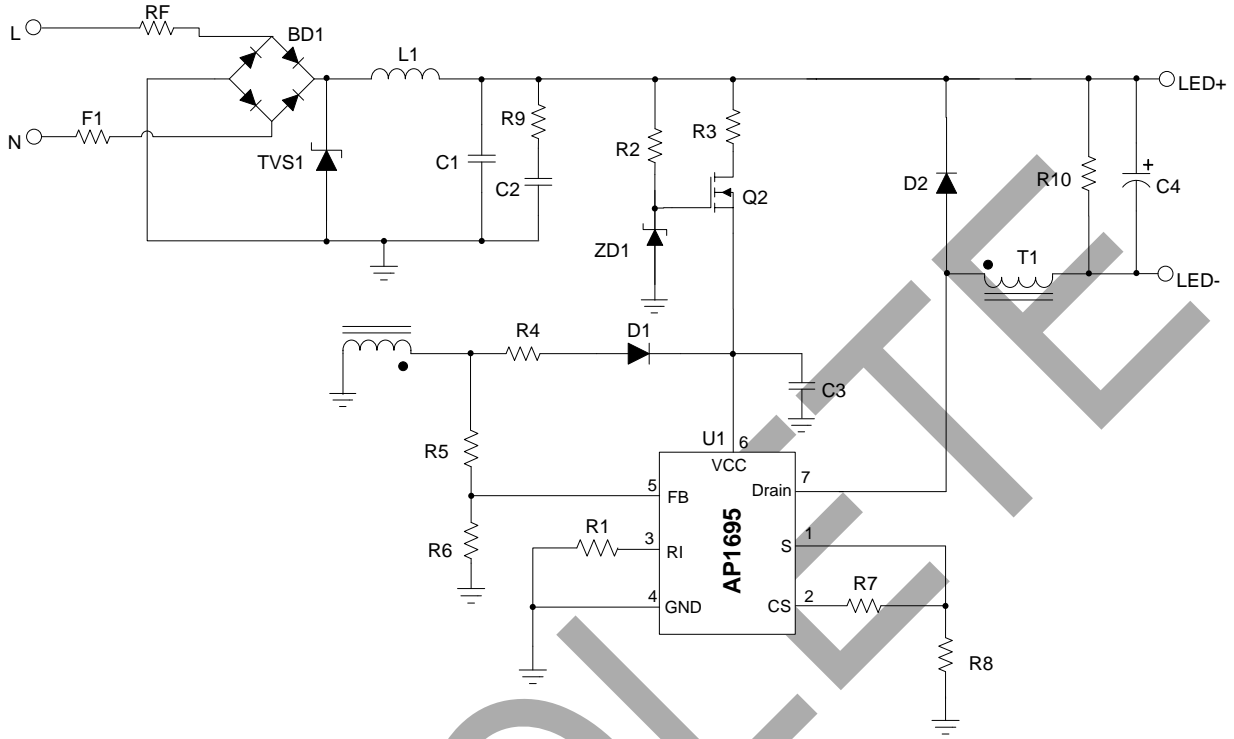 RF
L
BD1
L1
LED+
F1
R9
N
R3
R2
TVS1
C1
C2
D2
R10
+
C4
Q2
ZD1
T1
LED-
R4
D1
C3
U1
6
R5
VCC
5
FB
Drain
7
R1
AP1695
1
R6
3
RI
S
R7
4
GND
CS
2
R8